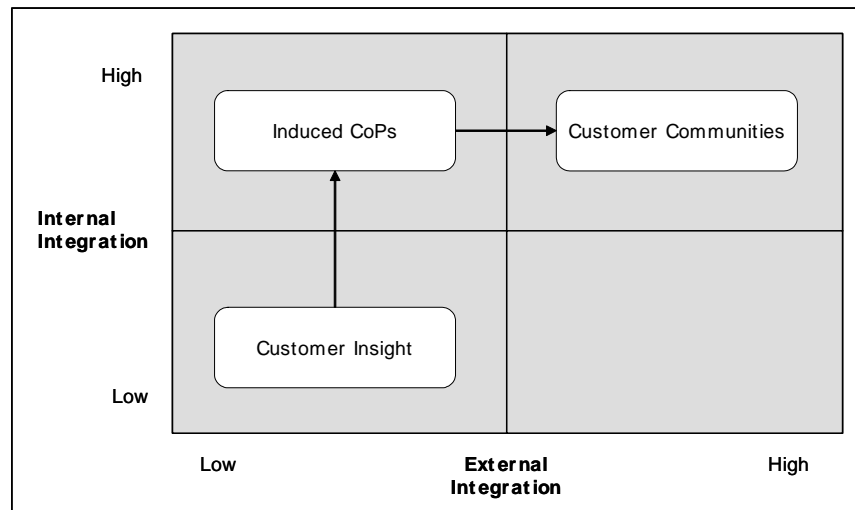 High
Induced CoPs
Customer Communities
Internal
Integration
Customer Insight
Low
Low
External
Integration
High